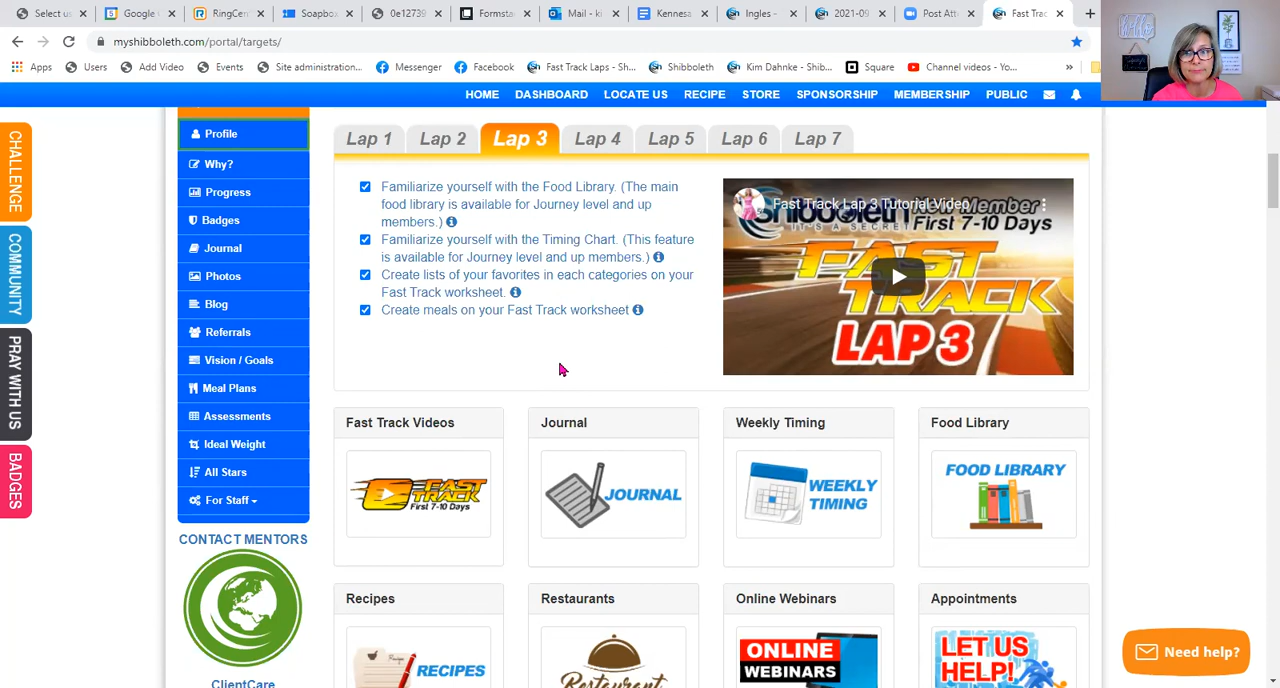 Select us
Google
RingCen
Soapbox
0e12739
Formsta
Mail - ki
Kennesa
Ingles -
2021-09
Post Att
Fast Trac
myshibboleth.com/portal/targets/
Apps Users Add Video Events Site administration... Messenger Fast Track Laps - Sh... Shibboleth Kim Dahnke - Shib... Square Channel videos - Yo...
HOME DASHBOARD LOCATE US RECIPE STORE SPONSORSHIP MEMBERSHIP PUBLIC
CHALLENGE
COMMUNITY
PRAY WITH US
BADGES
Profile
Why?
Progress
Badges
Journal
Photos
Blog
Referrals
Vision / Goals
Meal Plans
Assessments
Ideal Weight
All Stars
For Staff
CONTACT MENTORS
ClientCare
Lap 1 Lap 2 Lap 3 Lap 4 Lap 5 Lap 6 Lap 7
Familiarize yourself with the Food Library. (The main
food library is available for Journey level and up
members.)
Familiarize yourself with the Timing Chart. (This feature
is available for Journey level and up members.)
Create lists of your favorites in each categories on your
Fast Track worksheet.
Create meals on your Fast Track worksheet
Fast Track Lap 3 Tutorial Video
Shibboleth New Member
IT'S A SECRET First 7-10 Days
FAST
TRACK
LAP 3
Fast Track Videos
FAST
TRACK
First 7-10 Days
Journal
JOURNAL
Weekly Timing
WEEKLY
TIMING
Food Library
FOOD LIBRARY
Recipes
RECIPES
Restaurants
Restaurant
Online Webinars
ONLINE
WEBINARS
Appointments
LET US
HELP!
Need help?